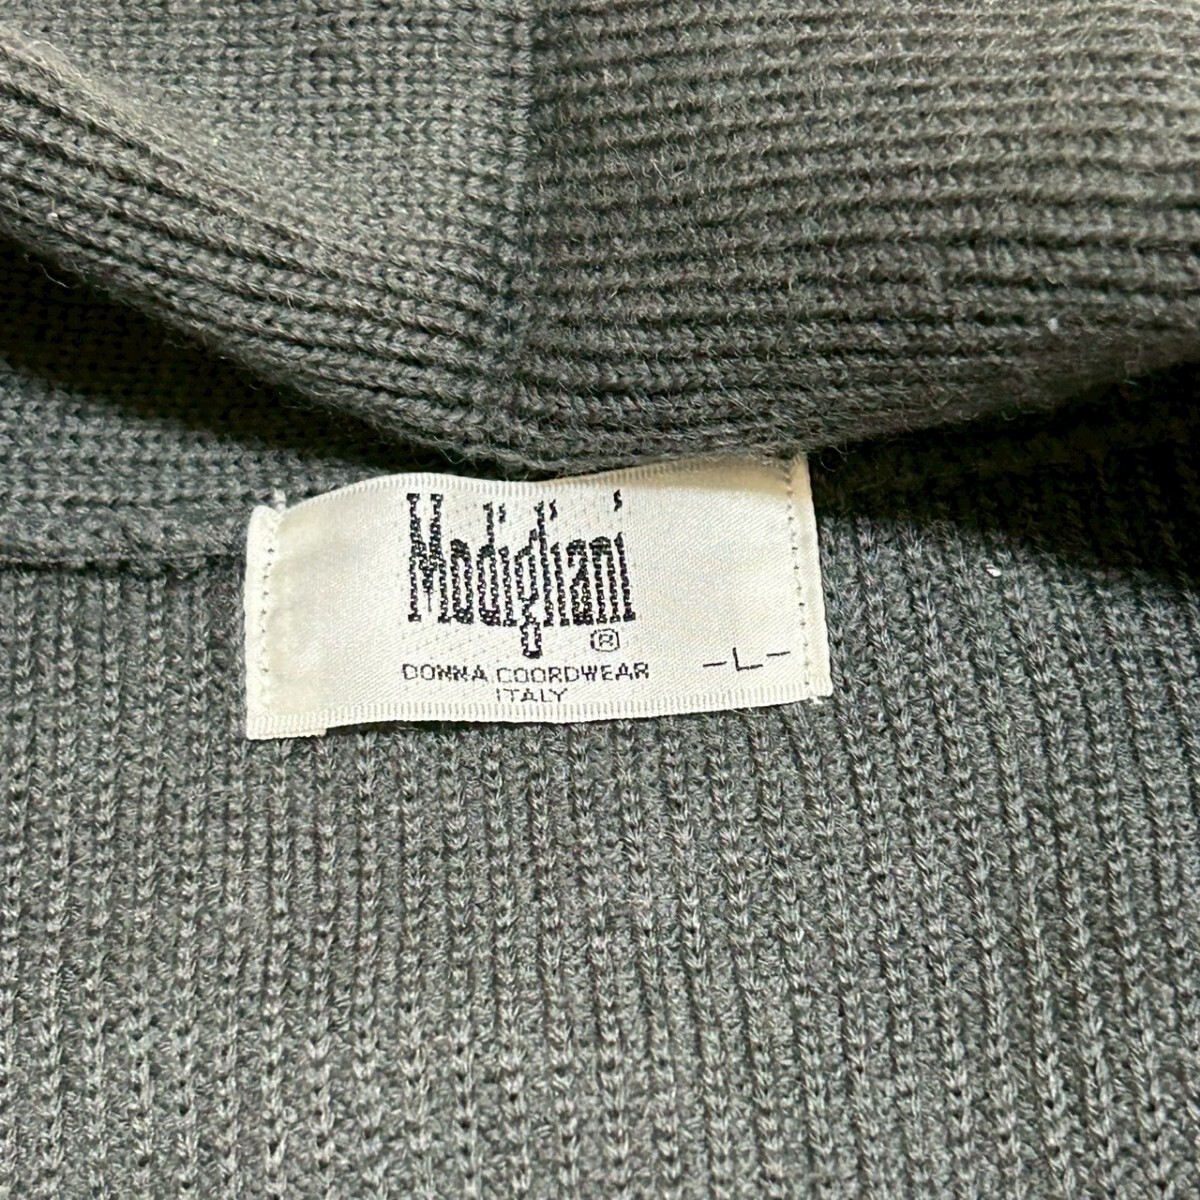 Modigliani
®
DONNA COORDWEAR
ITALY
-L-